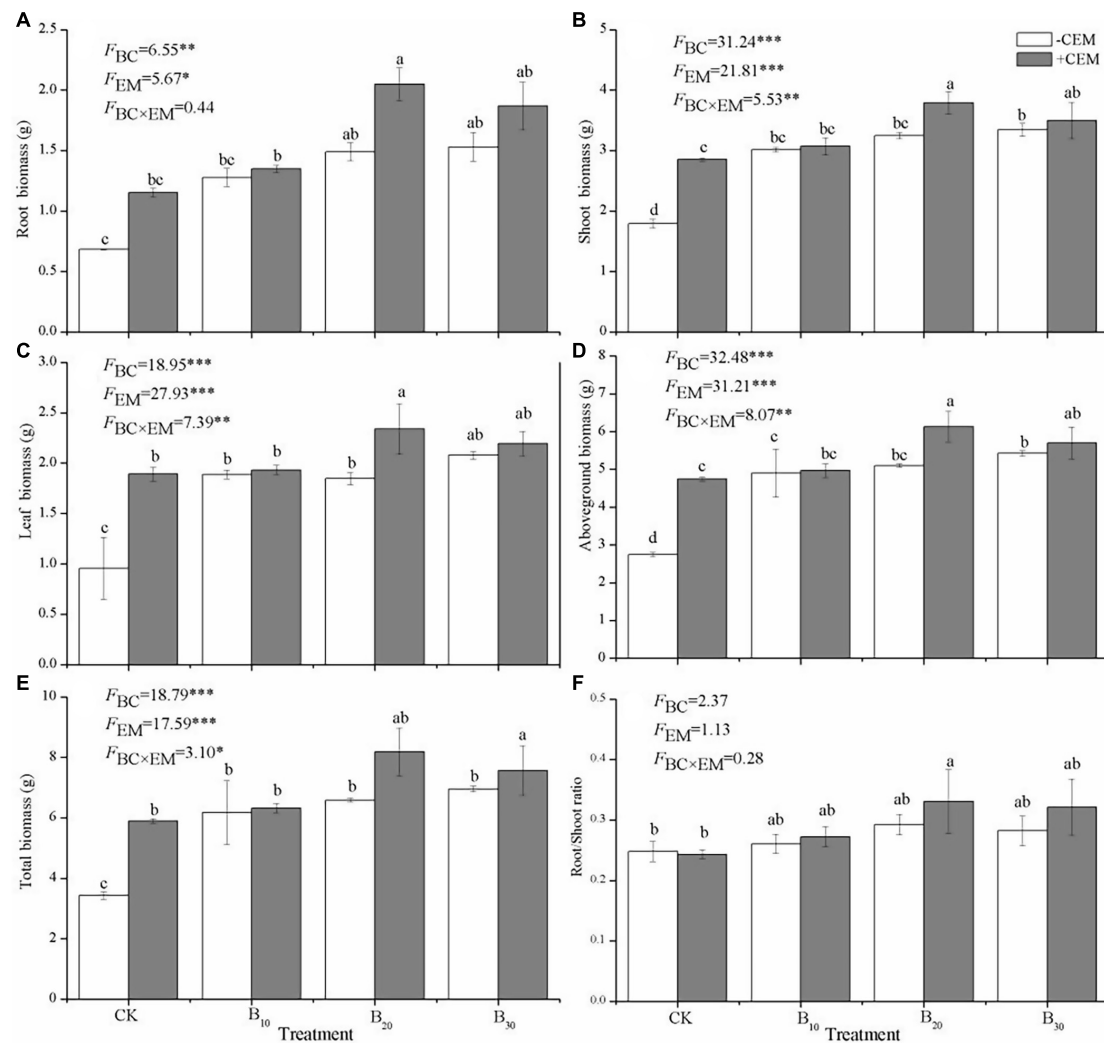 A
F_BC=6.55**
F_EM=5.67*
F_BC×EM=0.44
Root biomass (g)
2.5
2.0
1.5
1.0
0.5
0.0
c
bc
bc
b
ab
a
ab
ab
B
F_BC=31.24***
F_EM=21.81***
F_BC×EM=5.53**
-CEM
+CEM
Shoot biomass (g)
5
4
3
2
1
0
d
c
bc
bc
bc
a
b
ab
C
F_BC=18.95***
F_EM=27.93***
F_BC×EM=7.39**
Leaf biomass (g)
3.0
2.5
2.0
1.5
1.0
0.5
0.0
c
b
b
b
b
a
ab
ab
D
F_BC=32.48***
F_EM=31.21***
F_BC×EM=8.07**
Aboveground biomass (g)
8
7
6
5
4
3
2
1
0
d
c
c
bc
bc
a
b
ab
E
F_BC=18.79***
F_EM=17.59***
F_BC×EM=3.10*
Total biomass (g)
10
8
6
4
2
0
c
b
b
b
b
ab
b
a
CK
B10
B20
B30
Treatment
F
F_BC=2.37
F_EM=1.13
F_BC×EM=0.28
Root/Shoot ratio
0.5
0.4
0.3
0.2
0.1
0.0
b
b
ab
ab
ab
a
ab
ab
CK
B10
B20
B30
Treatment